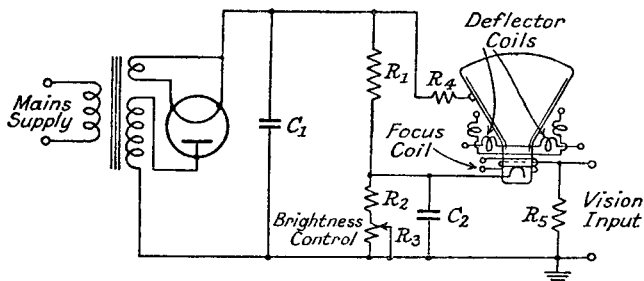 Deflector
Coils
R1
R4
Mains
Supply
C1
Focus
Coil
R2
Brightness
Control
R3
C2
R5
Vision
Input